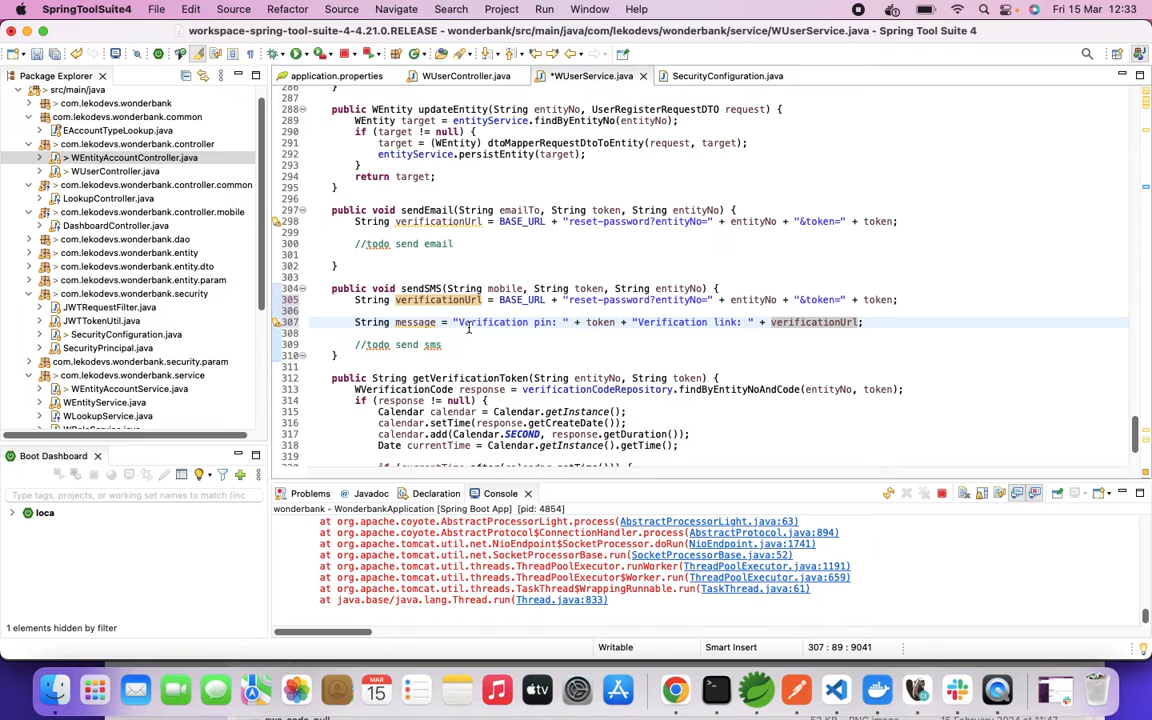 SpringToolSuite4 File Edit Source Refactor Source Navigate Search Project Run Window Help Fri 15 Mar 12:33
workspace-spring-tool-suite-4-4.21.0.RELEASE - wonderbank/src/main/java/com/lekodevs/wonderbank/service/WUserService.java - Spring Tool Suite 4
Package Explorer
application.properties WUserController.java *WUserService.java SecurityConfiguration.java
src/main/java
com.lekodevs.wonderbank
> com.lekodevs.wonderbank.common
EAccountTypeLookup.java
> com.lekodevs.wonderbank.controller
> WEntityAccountController.java
> WUserController.java
> com.lekodevs.wonderbank.controller.common
LookupController.java
> com.lekodevs.wonderbank.controller.mobile
DashboardController.java
> com.lekodevs.wonderbank.dao
> com.lekodevs.wonderbank.entity
> com.lekodevs.wonderbank.entity.dto
> com.lekodevs.wonderbank.entity.param
> com.lekodevs.wonderbank.security
JWTRequestFilter.java
JWTTokenUtil.java
> SecurityConfiguration.java
SecurityPrincipal.java
> com.lekodevs.wonderbank.security.param
> com.lekodevs.wonderbank.service
> WEntityAccountService.java
WEntityService.java
WLookupService.java
286 }
287
288 public WEntity updateEntity(String entityNo, UserRegisterRequestDTO request) {
289 WEntity target = entityService.findByEntityNo(entityNo);
290 if (target != null) {
291 target = (WEntity) dtoMapperRequestDtoToEntity(request, target);
292 entityService.persistEntity(target);
293 }
294 return target;
295 }
296
297 public void sendEmail(String emailTo, String token, String entityNo) {
298 String verificationUrl = BASE_URL + "reset-password?entityNo=" + entityNo + "&token=" + token;
299
300 //todo send email
301
302 }
303
304 public void sendSMS(String mobile, String token, String entityNo) {
305 String verificationUrl = BASE_URL + "reset-password?entityNo=" + entityNo + "&token=" + token;
306
307 String message = "Verification pin: " + token + "Verification link: " + verificationUrl;
308
309 //todo send sms
310 }
311
312 public String getVerificationToken(String entityNo, String token) {
313 WVerificationCode response = verificationCodeRepository.findByEntityNoAndCode(entityNo, token);
314 if (response != null) {
315 Calendar calendar = Calendar.getInstance();
316 calendar.setTime(response.getCreateDate());
317 calendar.add(Calendar.SECOND, response.getDuration());
318 Date currentTime = Calendar.getInstance().getTime();
Boot Dashboard
Type tags, projects, or working set names to match (inc
loca
1 elements hidden by filter
Problems Javadoc Declaration Console
wonderbank - WonderbankApplication [Spring Boot App] [pid: 4854]
at org.apache.coyote.AbstractProcessorLight.process(AbstractProcessorLight.java:63)
at org.apache.coyote.AbstractProtocol$ConnectionHandler.process(AbstractProtocol.java:894)
at org.apache.tomcat.util.net.NioEndpoint$SocketProcessor.doRun(NioEndpoint.java:1741)
at org.apache.tomcat.util.net.SocketProcessorBase.run(SocketProcessorBase.java:52)
at org.apache.tomcat.util.threads.ThreadPoolExecutor.runWorker(ThreadPoolExecutor.java:1191)
at org.apache.tomcat.util.threads.ThreadPoolExecutor$Worker.run(ThreadPoolExecutor.java:659)
at org.apache.tomcat.util.threads.TaskThread$WrappingRunnable.run(TaskThread.java:61)
at java.base/java.lang.Thread.run(Thread.java:833)
Writable Smart Insert 307 : 89 : 9041
MAR
15